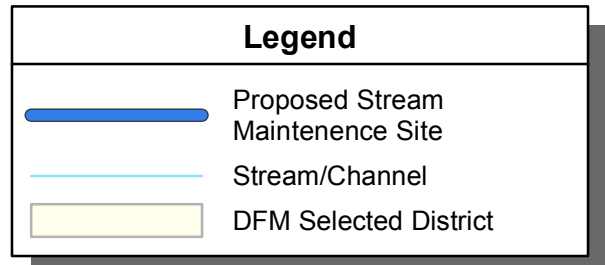 Legend
Proposed Stream
Maintenence Site
Stream/Channel
DFM Selected District